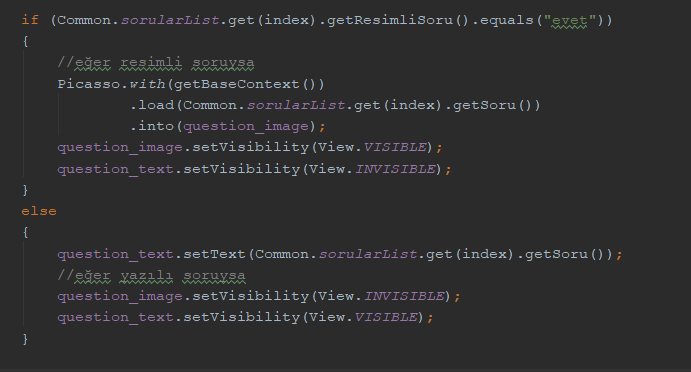 if (Common.sorularList.get(index).getResimliSoru().equals("evet"))
{
//eğer resimli soruysa
Picasso.with(getBaseContext())
.load(Common.sorularList.get(index).getSoru())
.into(question_image);
question_image.setVisibility(View.VISIBLE);
question_text.setVisibility(View.INVISIBLE);
}
else
{
question_text.setText(Common.sorularList.get(index).getSoru());
//eğer yazılı soruysa
question_image.setVisibility(View.INVISIBLE);
question_text.setVisibility(View.VISIBLE);
}